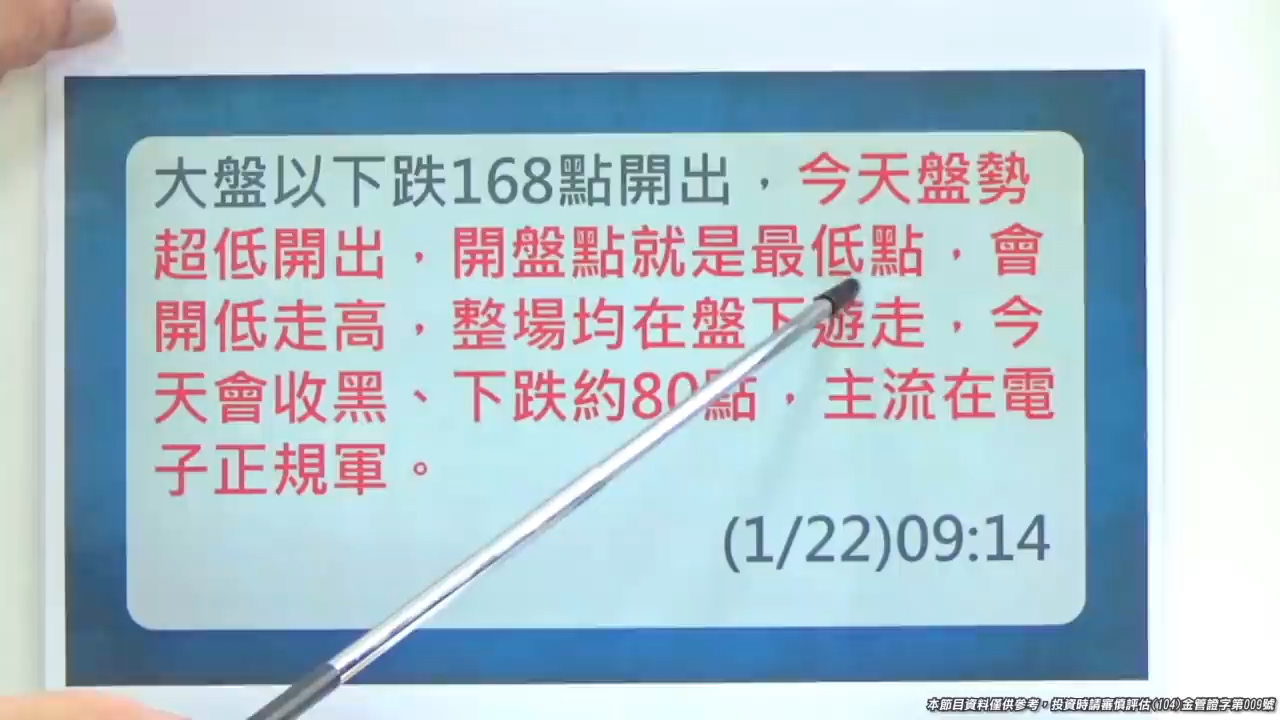 大盤以下跌168點開出，今天盤勢
超低開出，開盤點就是最低點，會
開低走高，整場均在盤下遊走，今
天會收黑、下跌約80點，主流在電
子正規軍。
(1/22)09:14
本節目資料僅供參考，投資時請審慎評估(104)金管證字第009號